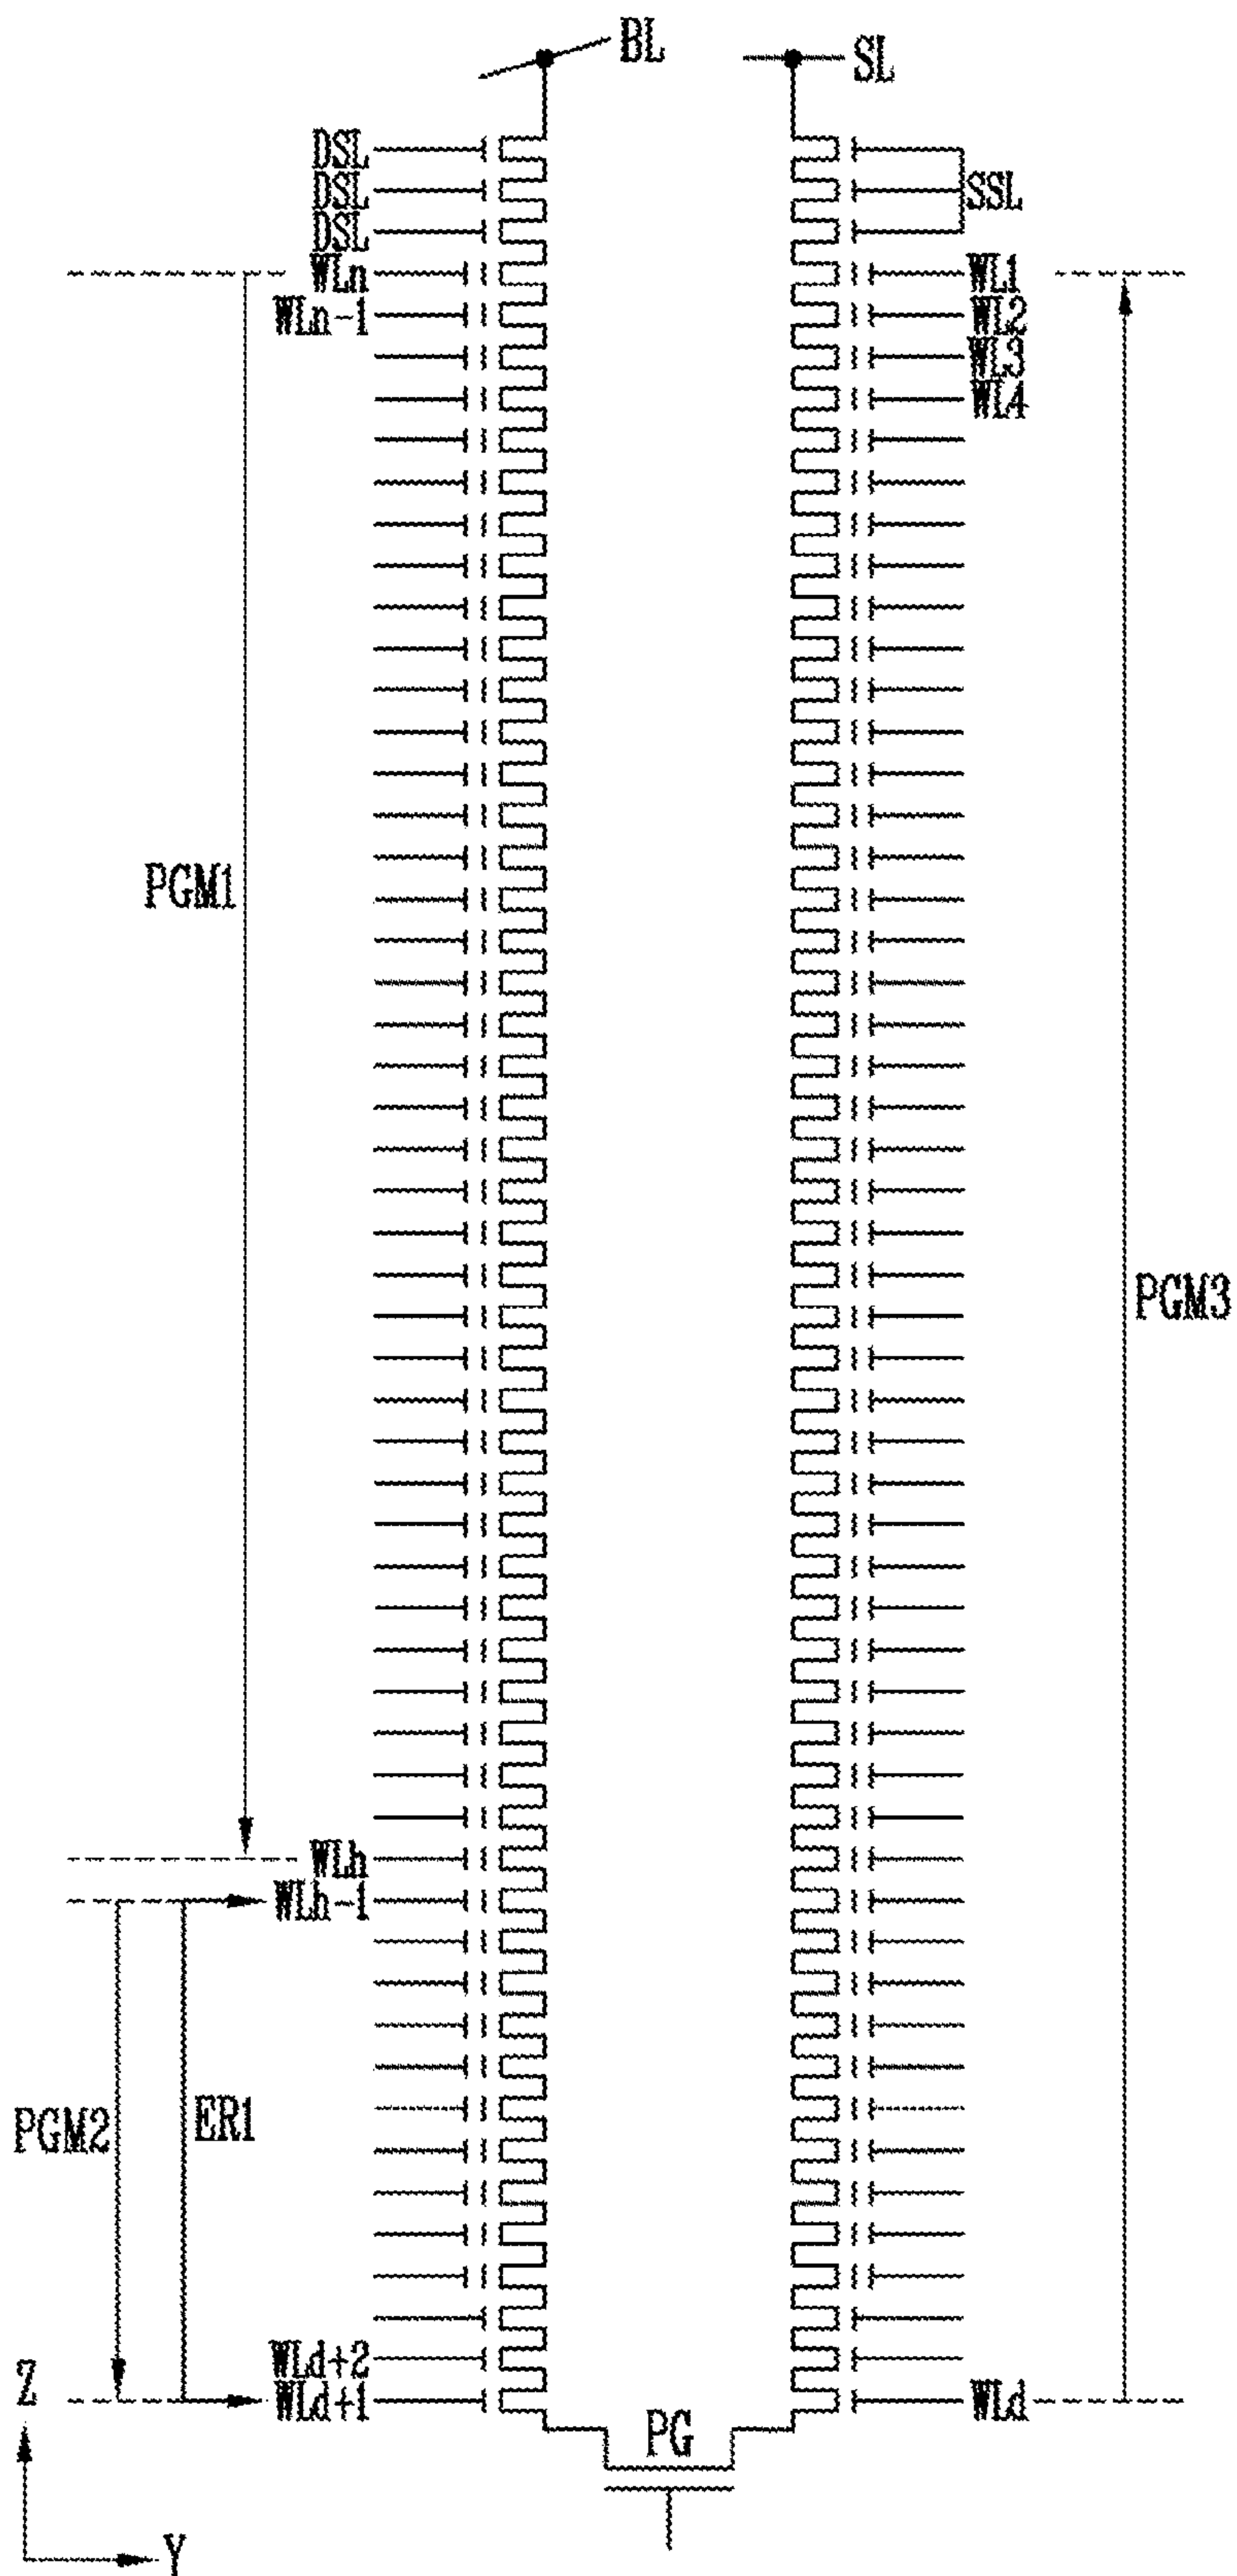 BL
SL
DSL
DSL
DSL
SSL
WLn
WL1
WLn-1
WL2
WL3
WL4
PGM1
PGM3
WLh
WLh-1
PGM2
ER1
WLd+2
WLd+1
WLd
PG
Z
Y